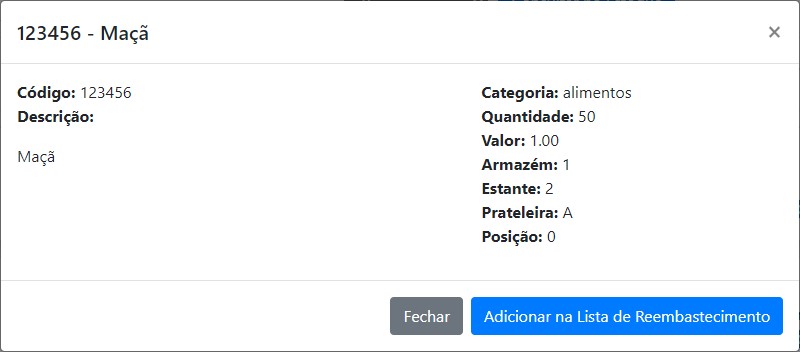 123456 - Maçã
×
Código: 123456
Descrição:
Maçã
Categoria: alimentos
Quantidade: 50
Valor: 1.00
Armazém: 1
Estante: 2
Prateleira: A
Posição: 0
Fechar
Adicionar na Lista de Reembastecimento